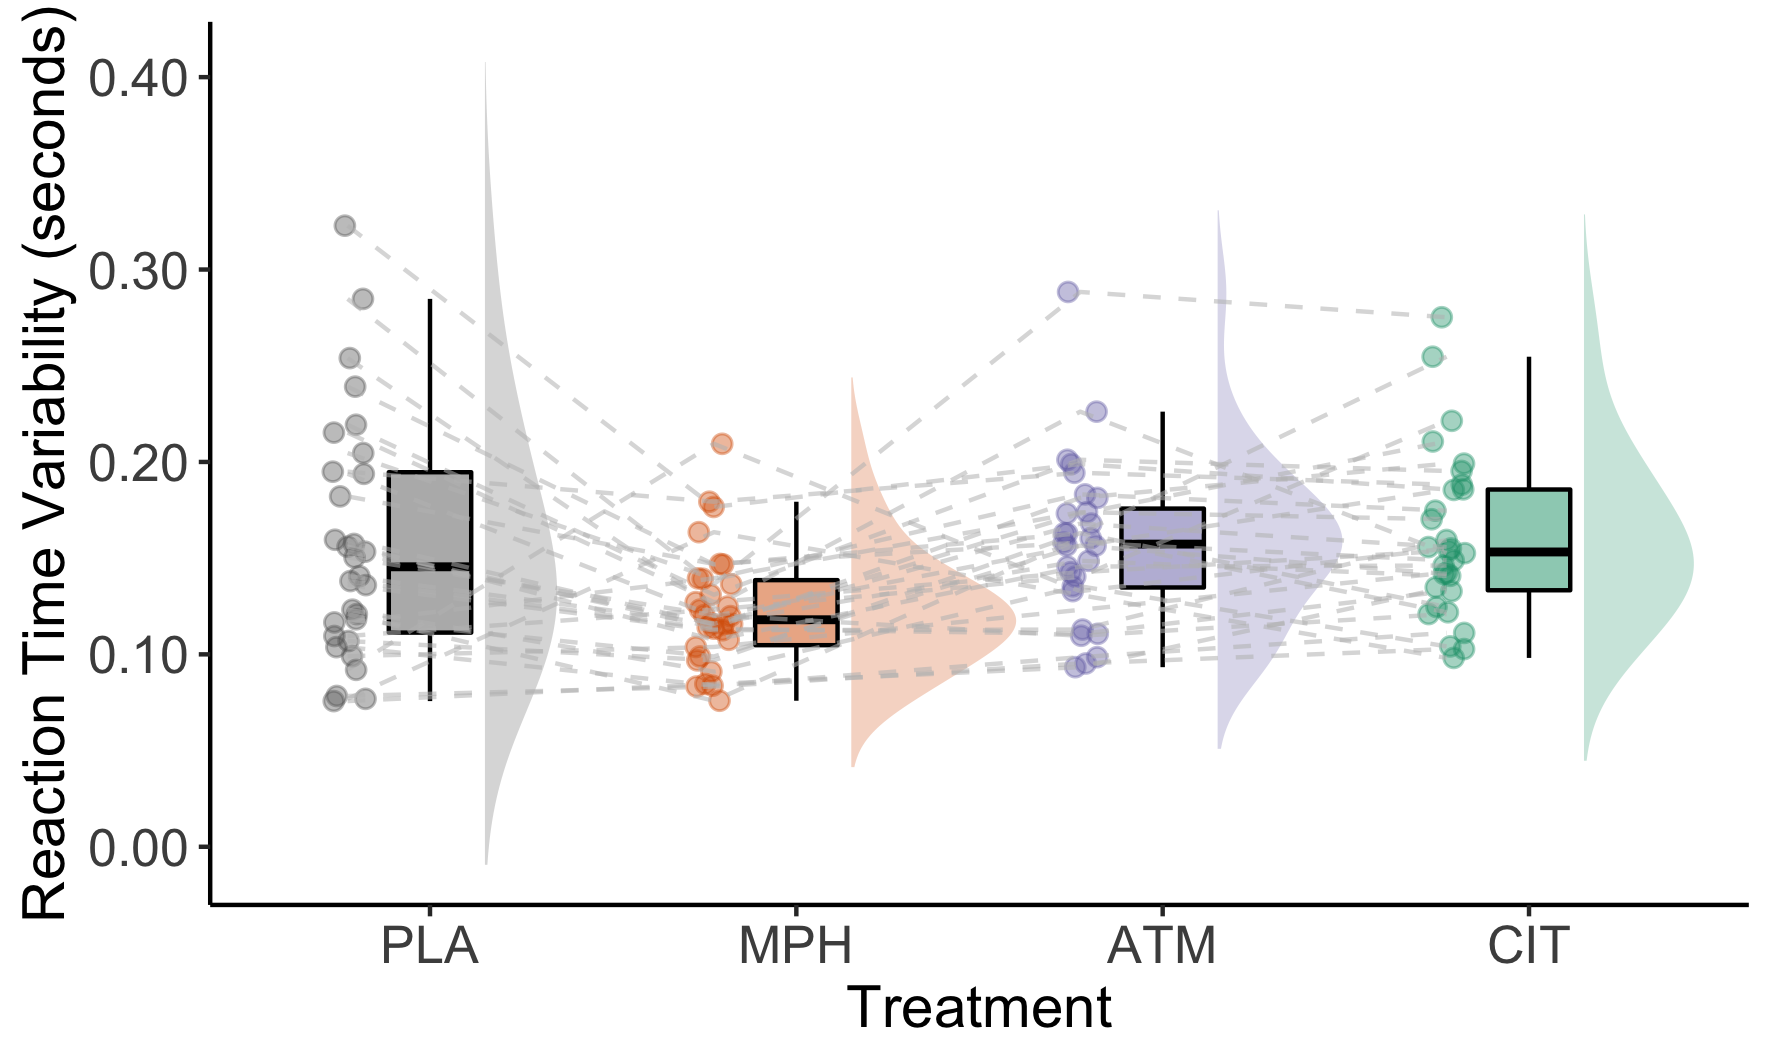 Reaction Time Variability (seconds)
0.40
0.30
0.20
0.10
0.00
PLA
MPH
ATM
CIT
Treatment